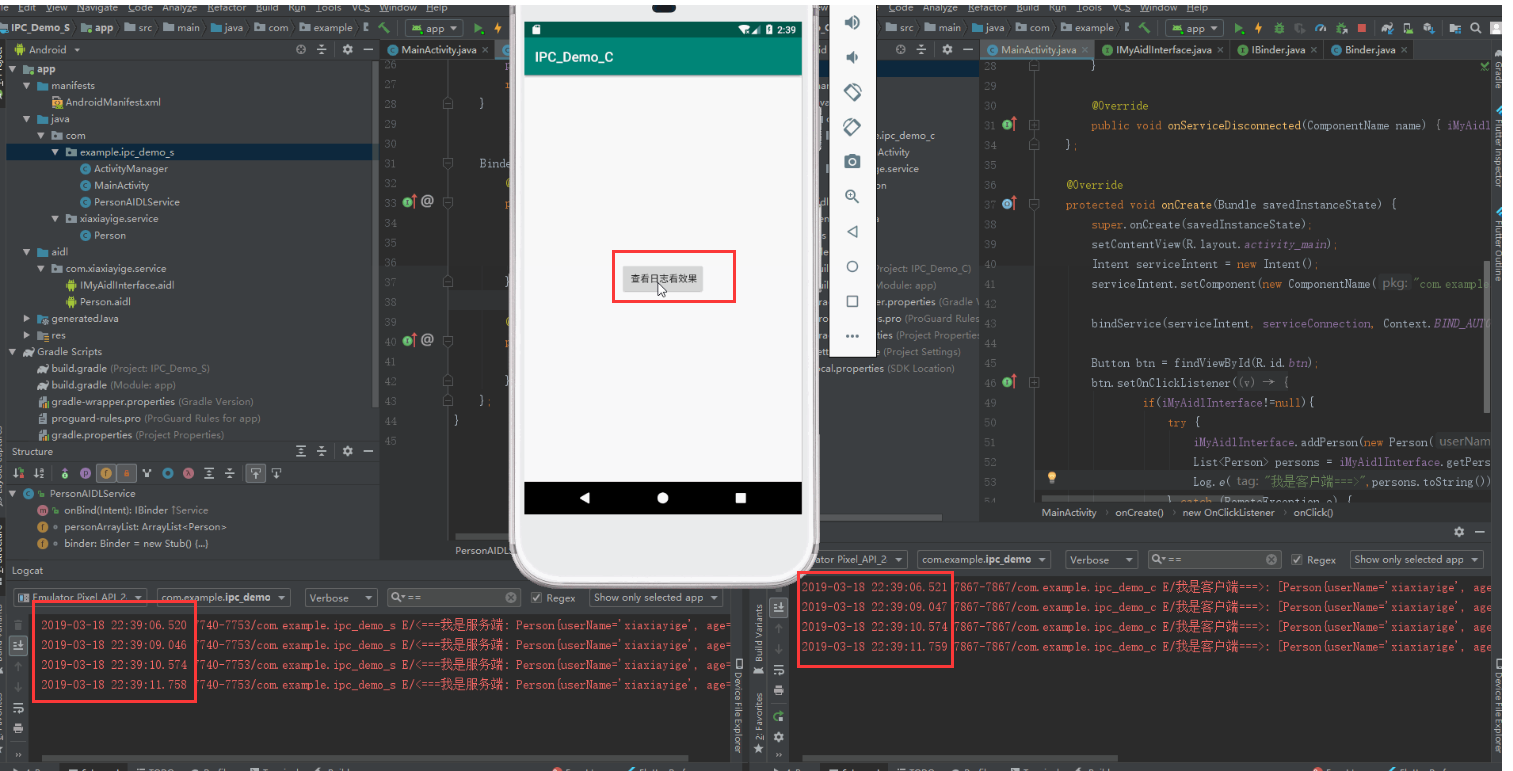 Edit View Navigate Code Analyze Refactor Build Run Tools VCS Window Help
IPC_Demo_S app src main java com example app
Android
app
manifests
AndroidManifest.xml
java
com
example.ipc_demo_s
ActivityManager
MainActivity
PersonAIDLService
xiaxiayige.service
Person
aidl
com.xiaxiayige.service
IMyAidlInterface.aidl
Person.aidl
generatedJava
res
Gradle Scripts
build.gradle (Project: IPC_Demo_S)
build.gradle (Module: app)
gradle-wrapper.properties (Gradle Version)
proguard-rules.pro (ProGuard Rules for app)
gradle.properties (Project Properties)
Structure
PersonAIDLService
onBind(Intent): IBinder ↑Service
personArrayList: ArrayList<Person>
binder: Binder = new Stub() {...}
MainActivity.java
26
27
28 }
29
30
31 Binde
32
33
34
35
36
37 }
38
39
40
41
42 }
43 };
44 }
45
2:39
IPC_Demo_C
查看日志看效果
Code Analyze Refactor Build Run Tools VCS Window Help
src main java com example app
MainActivity.java IMyAidlInterface.java IBinder.java Binder.java
28 }
29
30 @Override
31 public void onServiceDisconnected(ComponentName name) { iMyAidl
34 };
35
36 @Override
37 protected void onCreate(Bundle savedInstanceState) {
38 super.onCreate(savedInstanceState);
39 setContentView(R.layout.activity_main);
40 Intent serviceIntent = new Intent();
41 serviceIntent.setComponent(new ComponentName( pkg: "com.example
42
43 bindService(serviceIntent, serviceConnection, Context.BIND_AUTO
44
45 Button btn = findViewById(R.id.btn);
46 btn.setOnClickListener((v) → {
49 if(iMyAidlInterface!=null){
50 try {
51 iMyAidlInterface.addPerson(new Person( userNam
52 List<Person> persons = iMyAidlInterface.getPers
53 Log.e( tag: "我是客户端===>",persons.toString())
54 } catch (RemoteException e) {
MainActivity onCreate() new OnClickListener onClick()
Gradle
Flutter Inspector
Flutter Outline
.ipc_demo_c
Activity
ge.service
on
Project: IPC_Demo_C)
Module: app)
er.properties (Gradle V
es.pro (ProGuard Rules
ties (Project Properties
(Project Settings)
cal.properties (SDK Location)
Logcat
Emulator Pixel_API_2 com.example.ipc_demo Verbose == Regex Show only selected app
2019-03-18 22:39:06.520 7740-7753/com.example.ipc_demo_s E/<===我是服务端: Person{userName='xiaxiayige', age=
2019-03-18 22:39:09.046 7740-7753/com.example.ipc_demo_s E/<===我是服务端: Person{userName='xiaxiayige', age=
2019-03-18 22:39:10.574 7740-7753/com.example.ipc_demo_s E/<===我是服务端: Person{userName='xiaxiayige', age=
2019-03-18 22:39:11.758 7740-7753/com.example.ipc_demo_s E/<===我是服务端: Person{userName='xiaxiayige', age=
ator Pixel_API_2 com.example.ipc_demo Verbose == Regex Show only selected app
2019-03-18 22:39:06.521 7867-7867/com.example.ipc_demo_c E/我是客户端===>: [Person{userName='xiaxiayige', age
2019-03-18 22:39:09.047 7867-7867/com.example.ipc_demo_c E/我是客户端===>: [Person{userName='xiaxiayige', age
2019-03-18 22:39:10.574 7867-7867/com.example.ipc_demo_c E/我是客户端===>: [Person{userName='xiaxiayige', age
2019-03-18 22:39:11.759 7867-7867/com.example.ipc_demo_c E/我是客户端===>: [Person{userName='xiaxiayige', age
Device File Explorer
Build Variants
2: Favorites
Device File Explorer